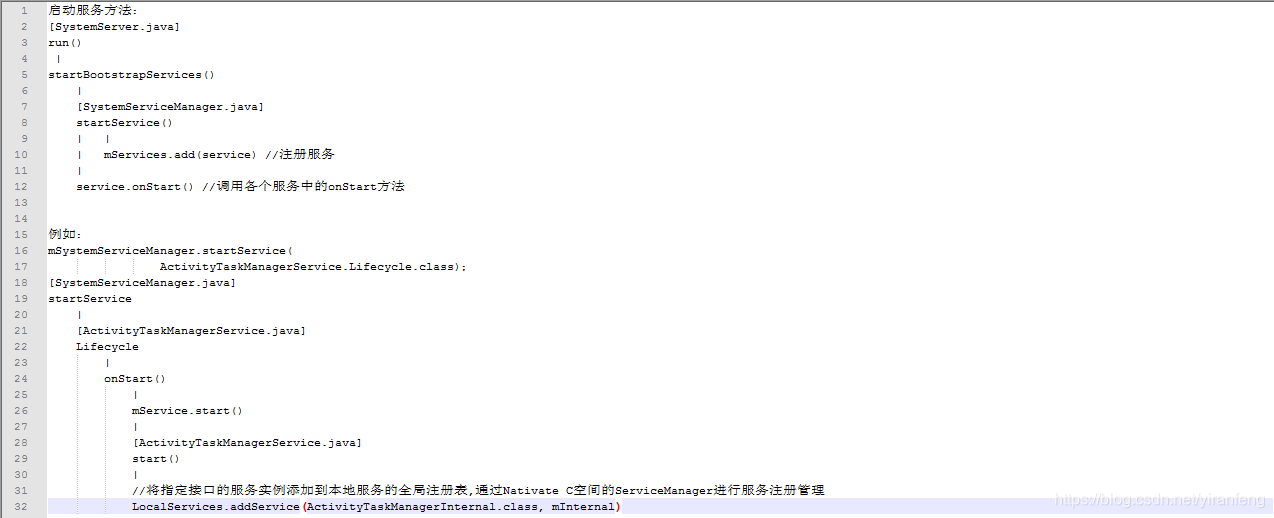 1 启动服务方法:
2 [SystemServer.java]
3 run()
4 |
5 startBootstrapServices()
6 |
7 [SystemServiceManager.java]
8 startService()
9 | |
10 | mServices.add(service) //注册服务
11 |
12 service.onStart() //调用各个服务中的onStart方法
13
14
15 例如:
16 mSystemServiceManager.startService(
17 ActivityTaskManagerService.Lifecycle.class);
18 [SystemServiceManager.java]
19 startService
20 |
21 [ActivityTaskManagerService.java]
22 Lifecycle
23 |
24 onStart()
25 |
26 mService.start()
27 |
28 [ActivityTaskManagerService.java]
29 start()
30 |
31 //将指定接口的服务实例添加到本地服务的全局注册表,通过Nativate C空间的ServiceManager进行服务注册管理
32 LocalServices.addService(ActivityTaskManagerInternal.class, mInternal)
https://blog.csdn.net/yiranfeng